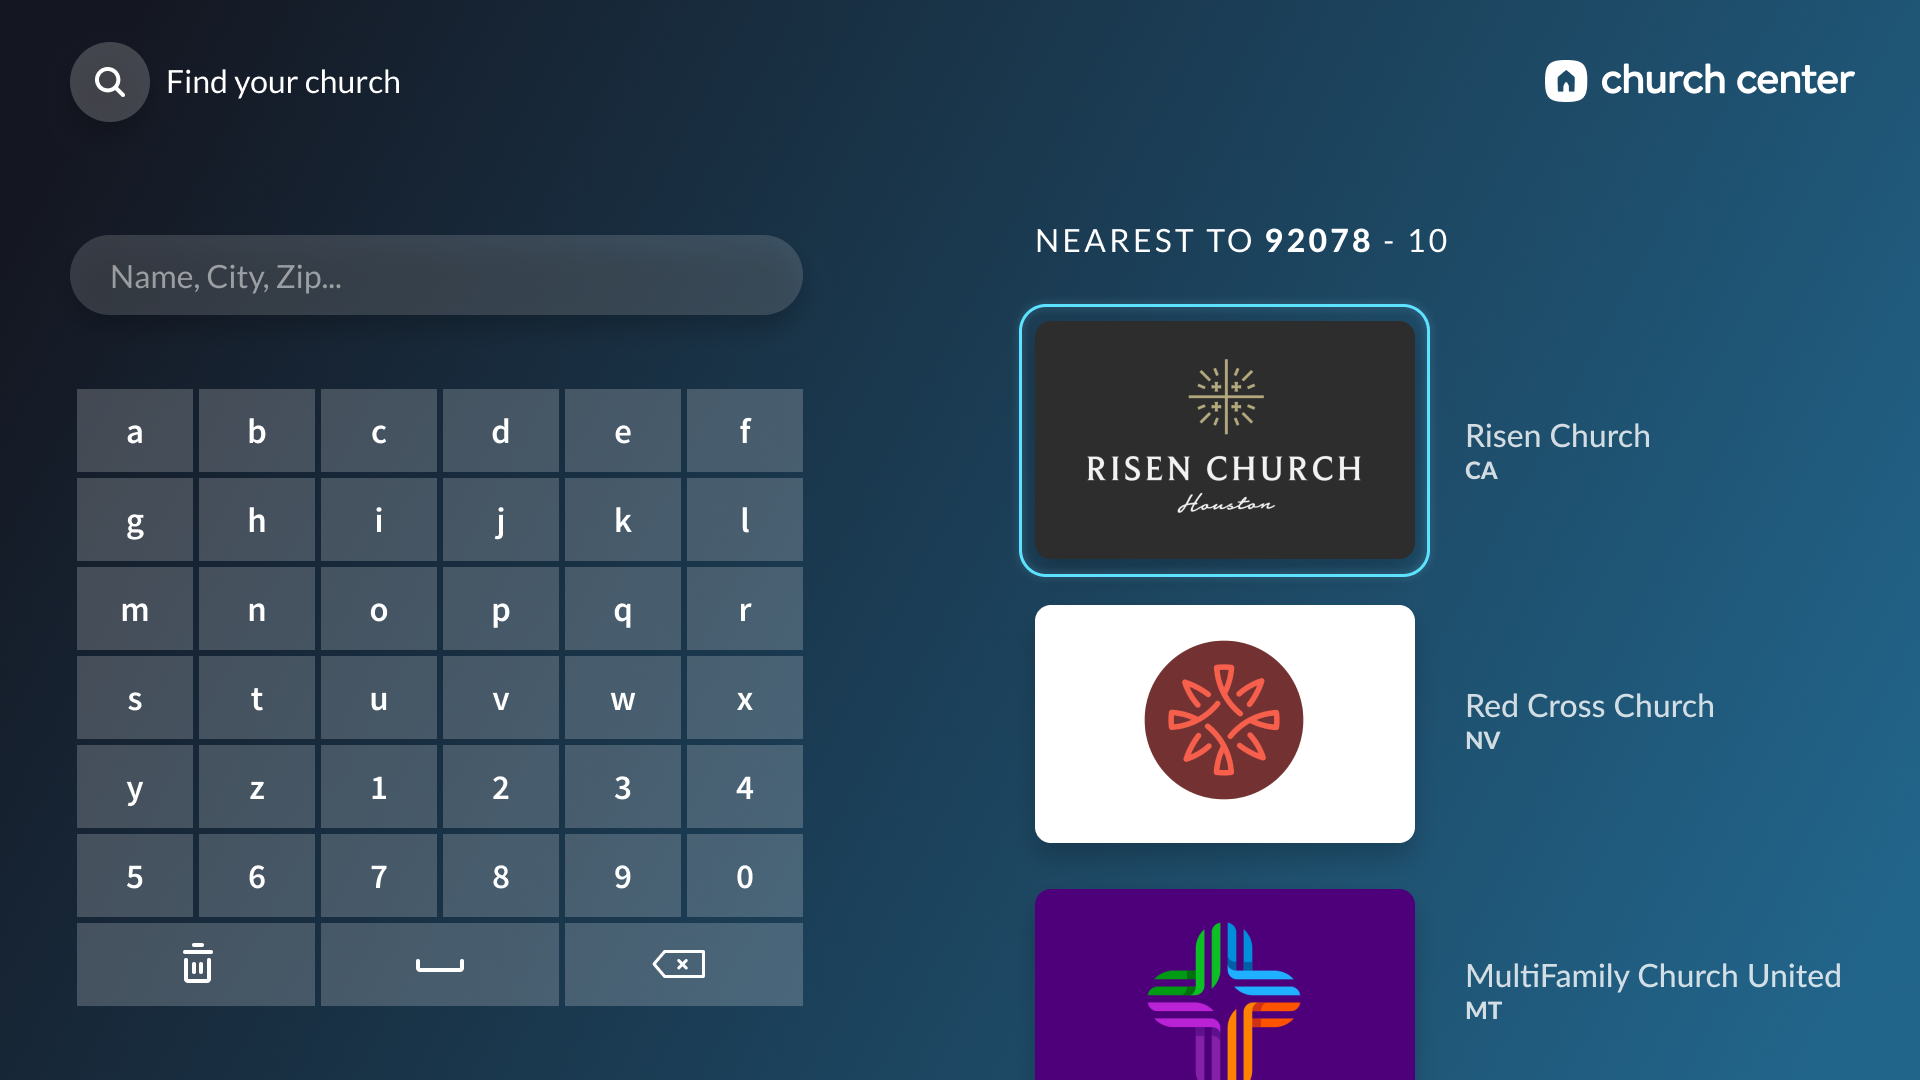 Find your church
church center
Name, City, Zip...
a b c d e f
g h i j k l
m n o p q r
s t u v w x
y z 1 2 3 4
5 6 7 8 9 0
NEAREST TO 92078 - 10
RISEN CHURCH
Houston
Risen Church
CA
Red Cross Church
NV
MultiFamily Church United
MT